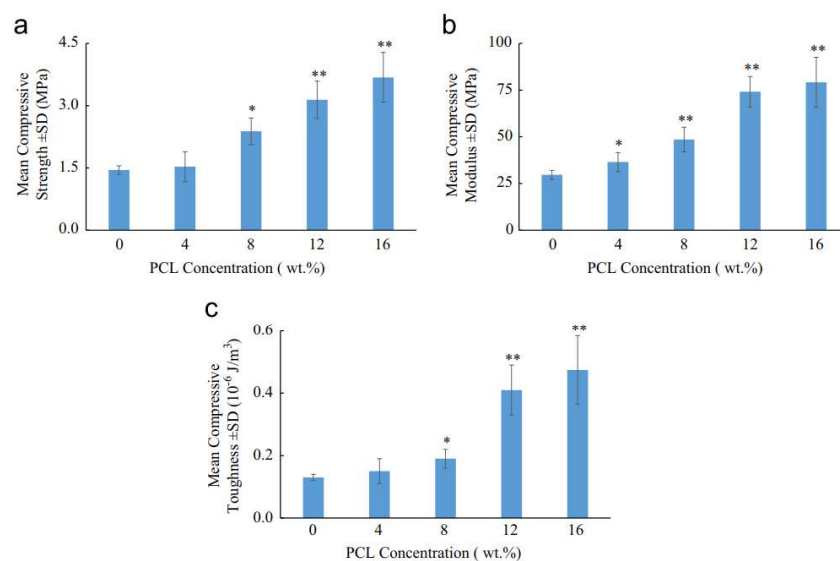 a
Mean Compressive
Strength ±SD (MPa)
4.5
3.0
1.5
0.0
*
**
**
0 4 8 12 16
PCL Concentration ( wt.%)
b
Mean Compressive
Modulus ±SD (MPa)
100
75
50
25
0
*
**
**
**
0 4 8 12 16
PCL Concentration ( wt.%)
c
Mean Compressive
Toughness ±SD (10⁻⁶ J/m³)
0.6
0.4
0.2
0.0
*
**
**
0 4 8 12 16
PCL Concentration ( wt.%)